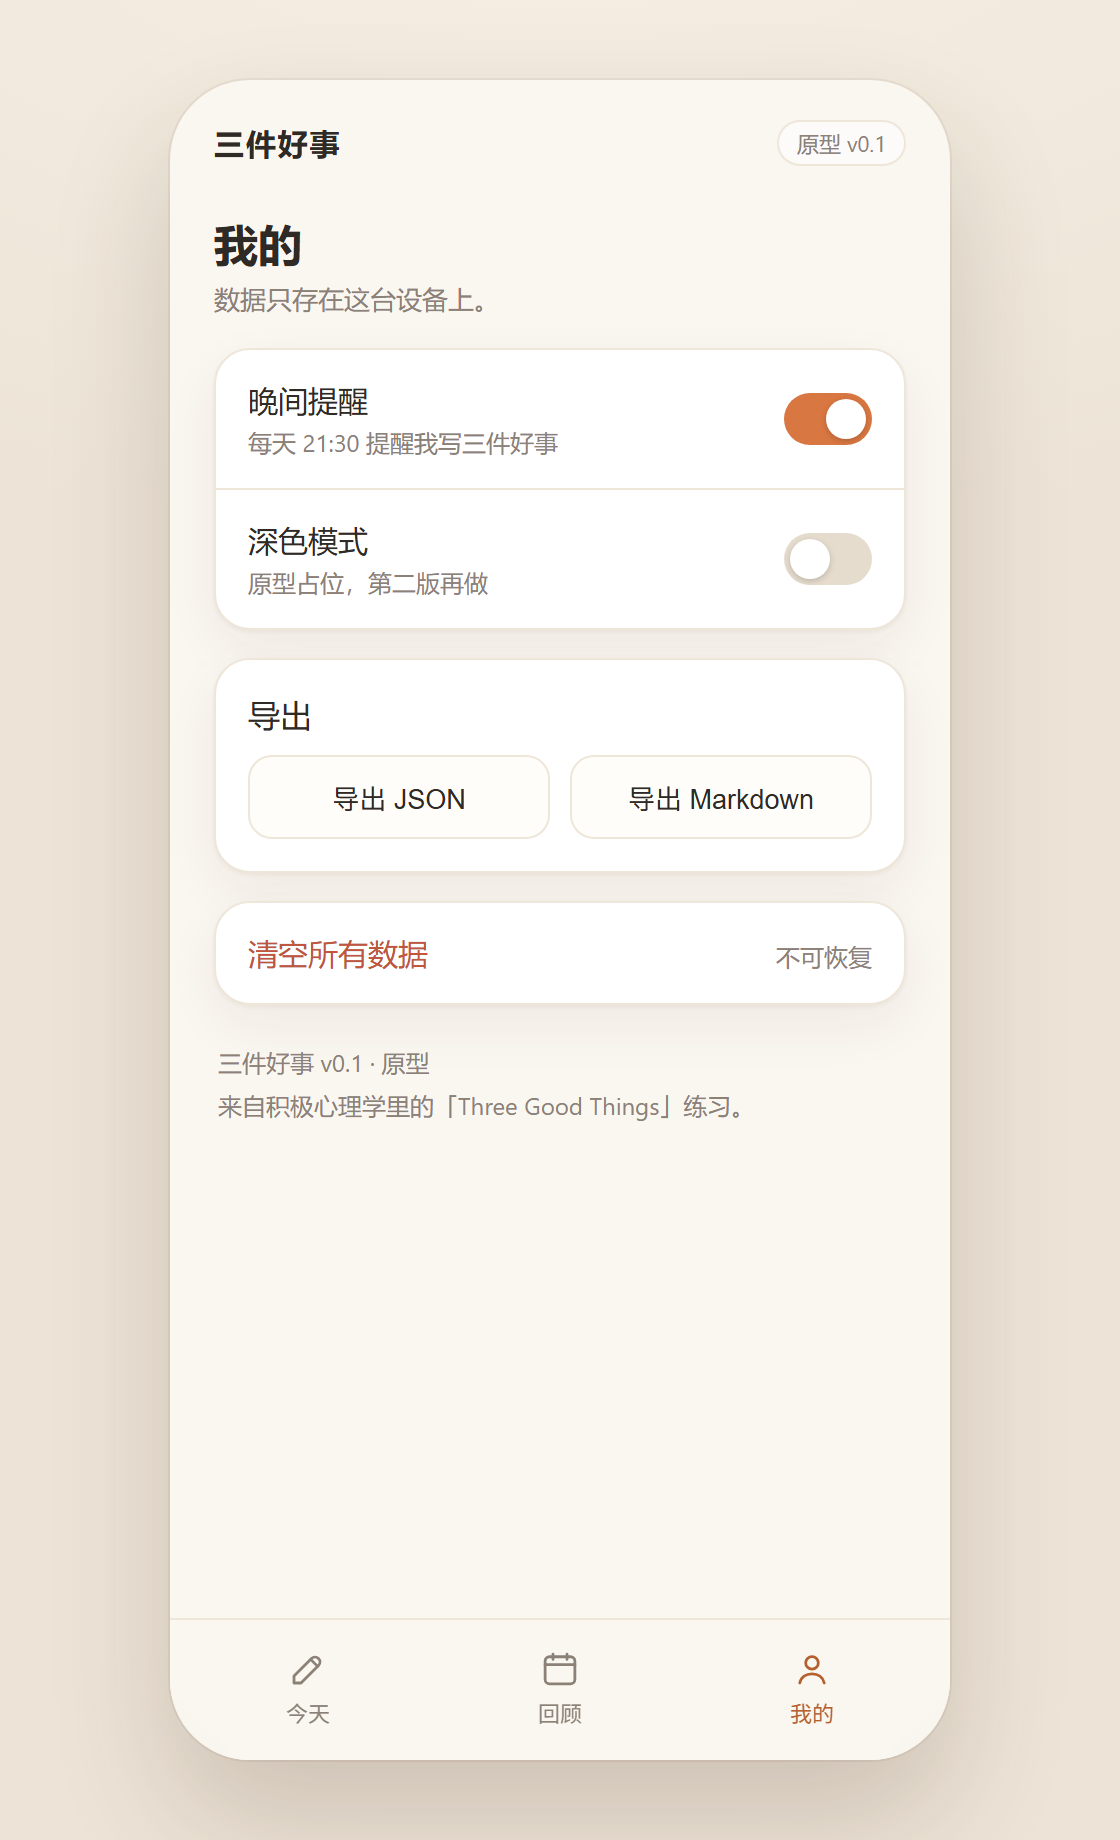 三件好事
原型 v0.1
我的
数据只存在这台设备上。
晚间提醒
每天 21:30 提醒我写三件好事
深色模式
原型占位，第二版再做
导出
导出 JSON
导出 Markdown
清空所有数据
不可恢复
三件好事 v0.1 · 原型
来自积极心理学里的「Three Good Things」练习。
今天
回顾
我的